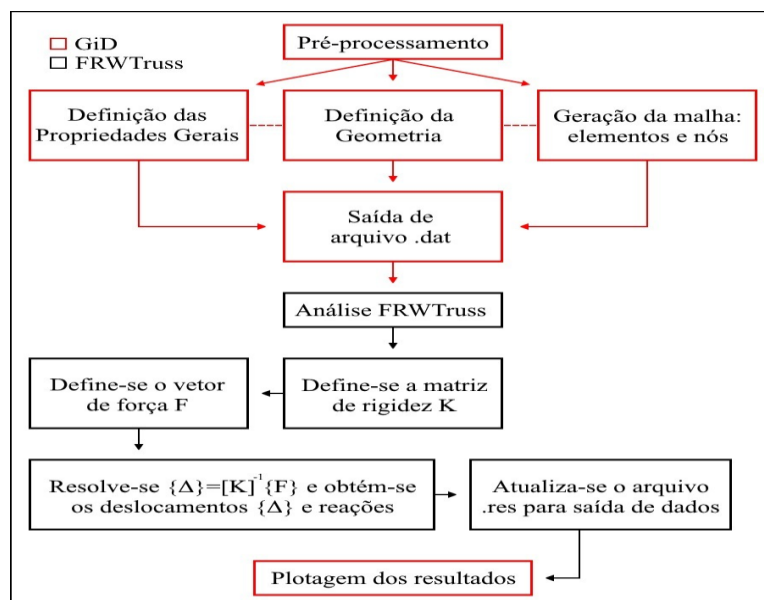 GiD
FRWTruss
Pré-processamento
Definição das
Propriedades Gerais
Definição da
Geometria
Geração da malha:
elementos e nós
Saída de
arquivo .dat
Análise FRWTruss
Define-se a matriz
de rigidez K
Define-se o vetor
de força F
Resolve-se {Δ}=[K]⁻¹{F} e obtém-se
os deslocamentos {Δ} e reações
Atualiza-se o arquivo
.res para saída de dados
Plotagem dos resultados